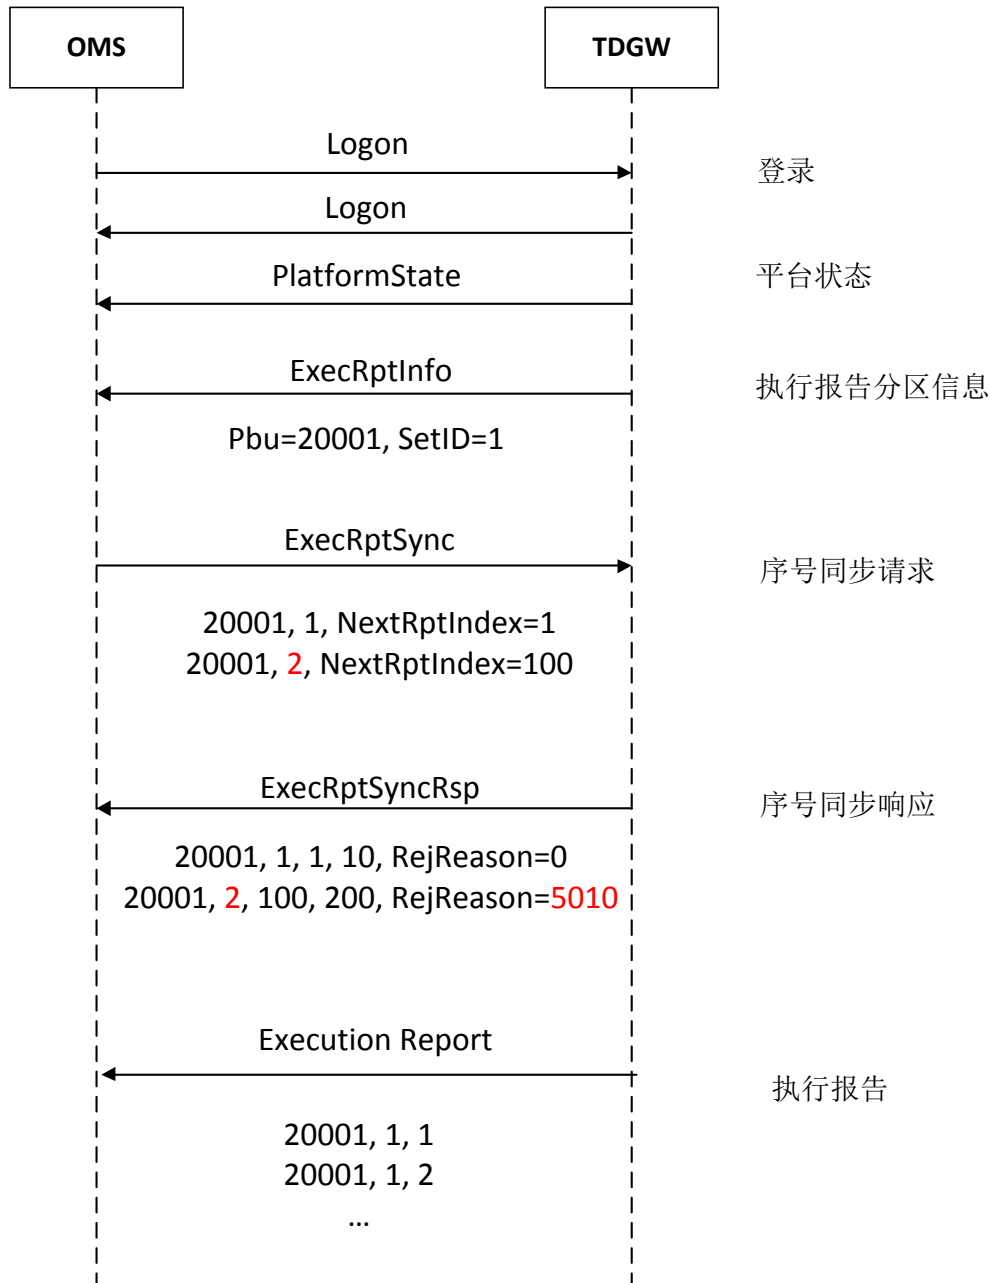 OMS
TDGW
Logon
登录
Logon
PlatformState
平台状态
ExecRptInfo
执行报告分区信息
Pbu=20001, SetID=1
ExecRptSync
序号同步请求
20001, 1, NextRptIndex=1
20001, 2, NextRptIndex=100
ExecRptSyncRsp
序号同步响应
20001, 1, 1, 10, RejReason=0
20001, 2, 100, 200, RejReason=5010
Execution Report
执行报告
20001, 1, 1
20001, 1, 2
...